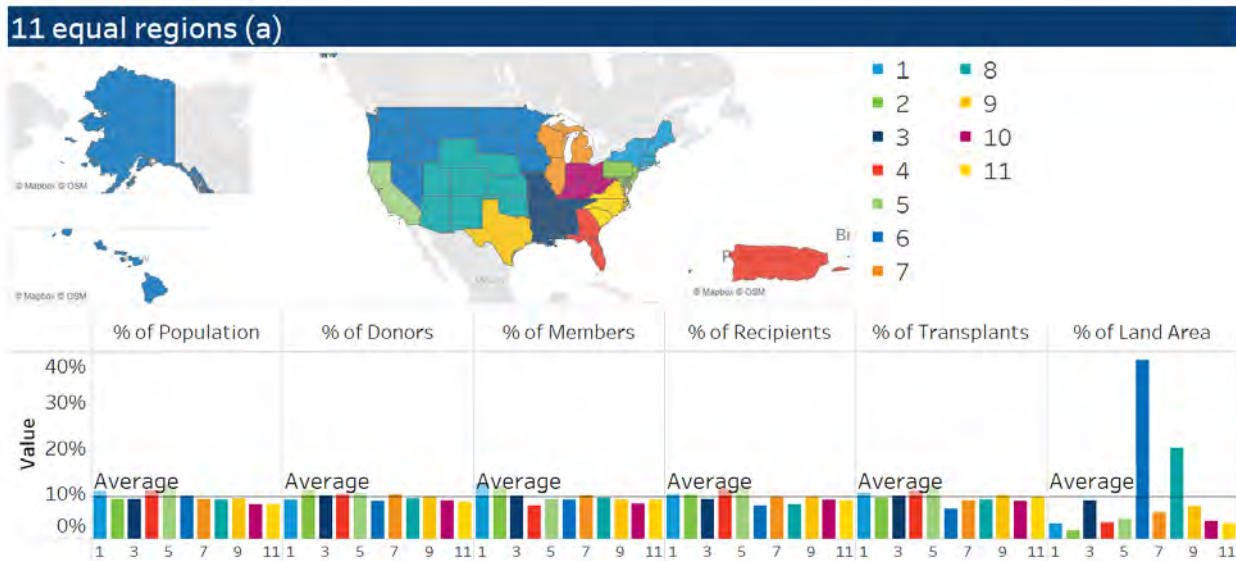 11 equal regions (a)
1 8
2 9
3 10
4 11
5
6
7
© Mapbox © OSM
© Mapbox © OSM
© Mapbox © OSM
% of Population % of Donors % of Members % of Recipients % of Transplants % of Land Area
Value
40%
30%
20%
10%
0%
Average Average Average Average Average Average
1 3 5 7 9 11 1 3 5 7 9 11 1 3 5 7 9 11 1 3 5 7 9 11 1 3 5 7 9 11 1 3 5 7 9 11